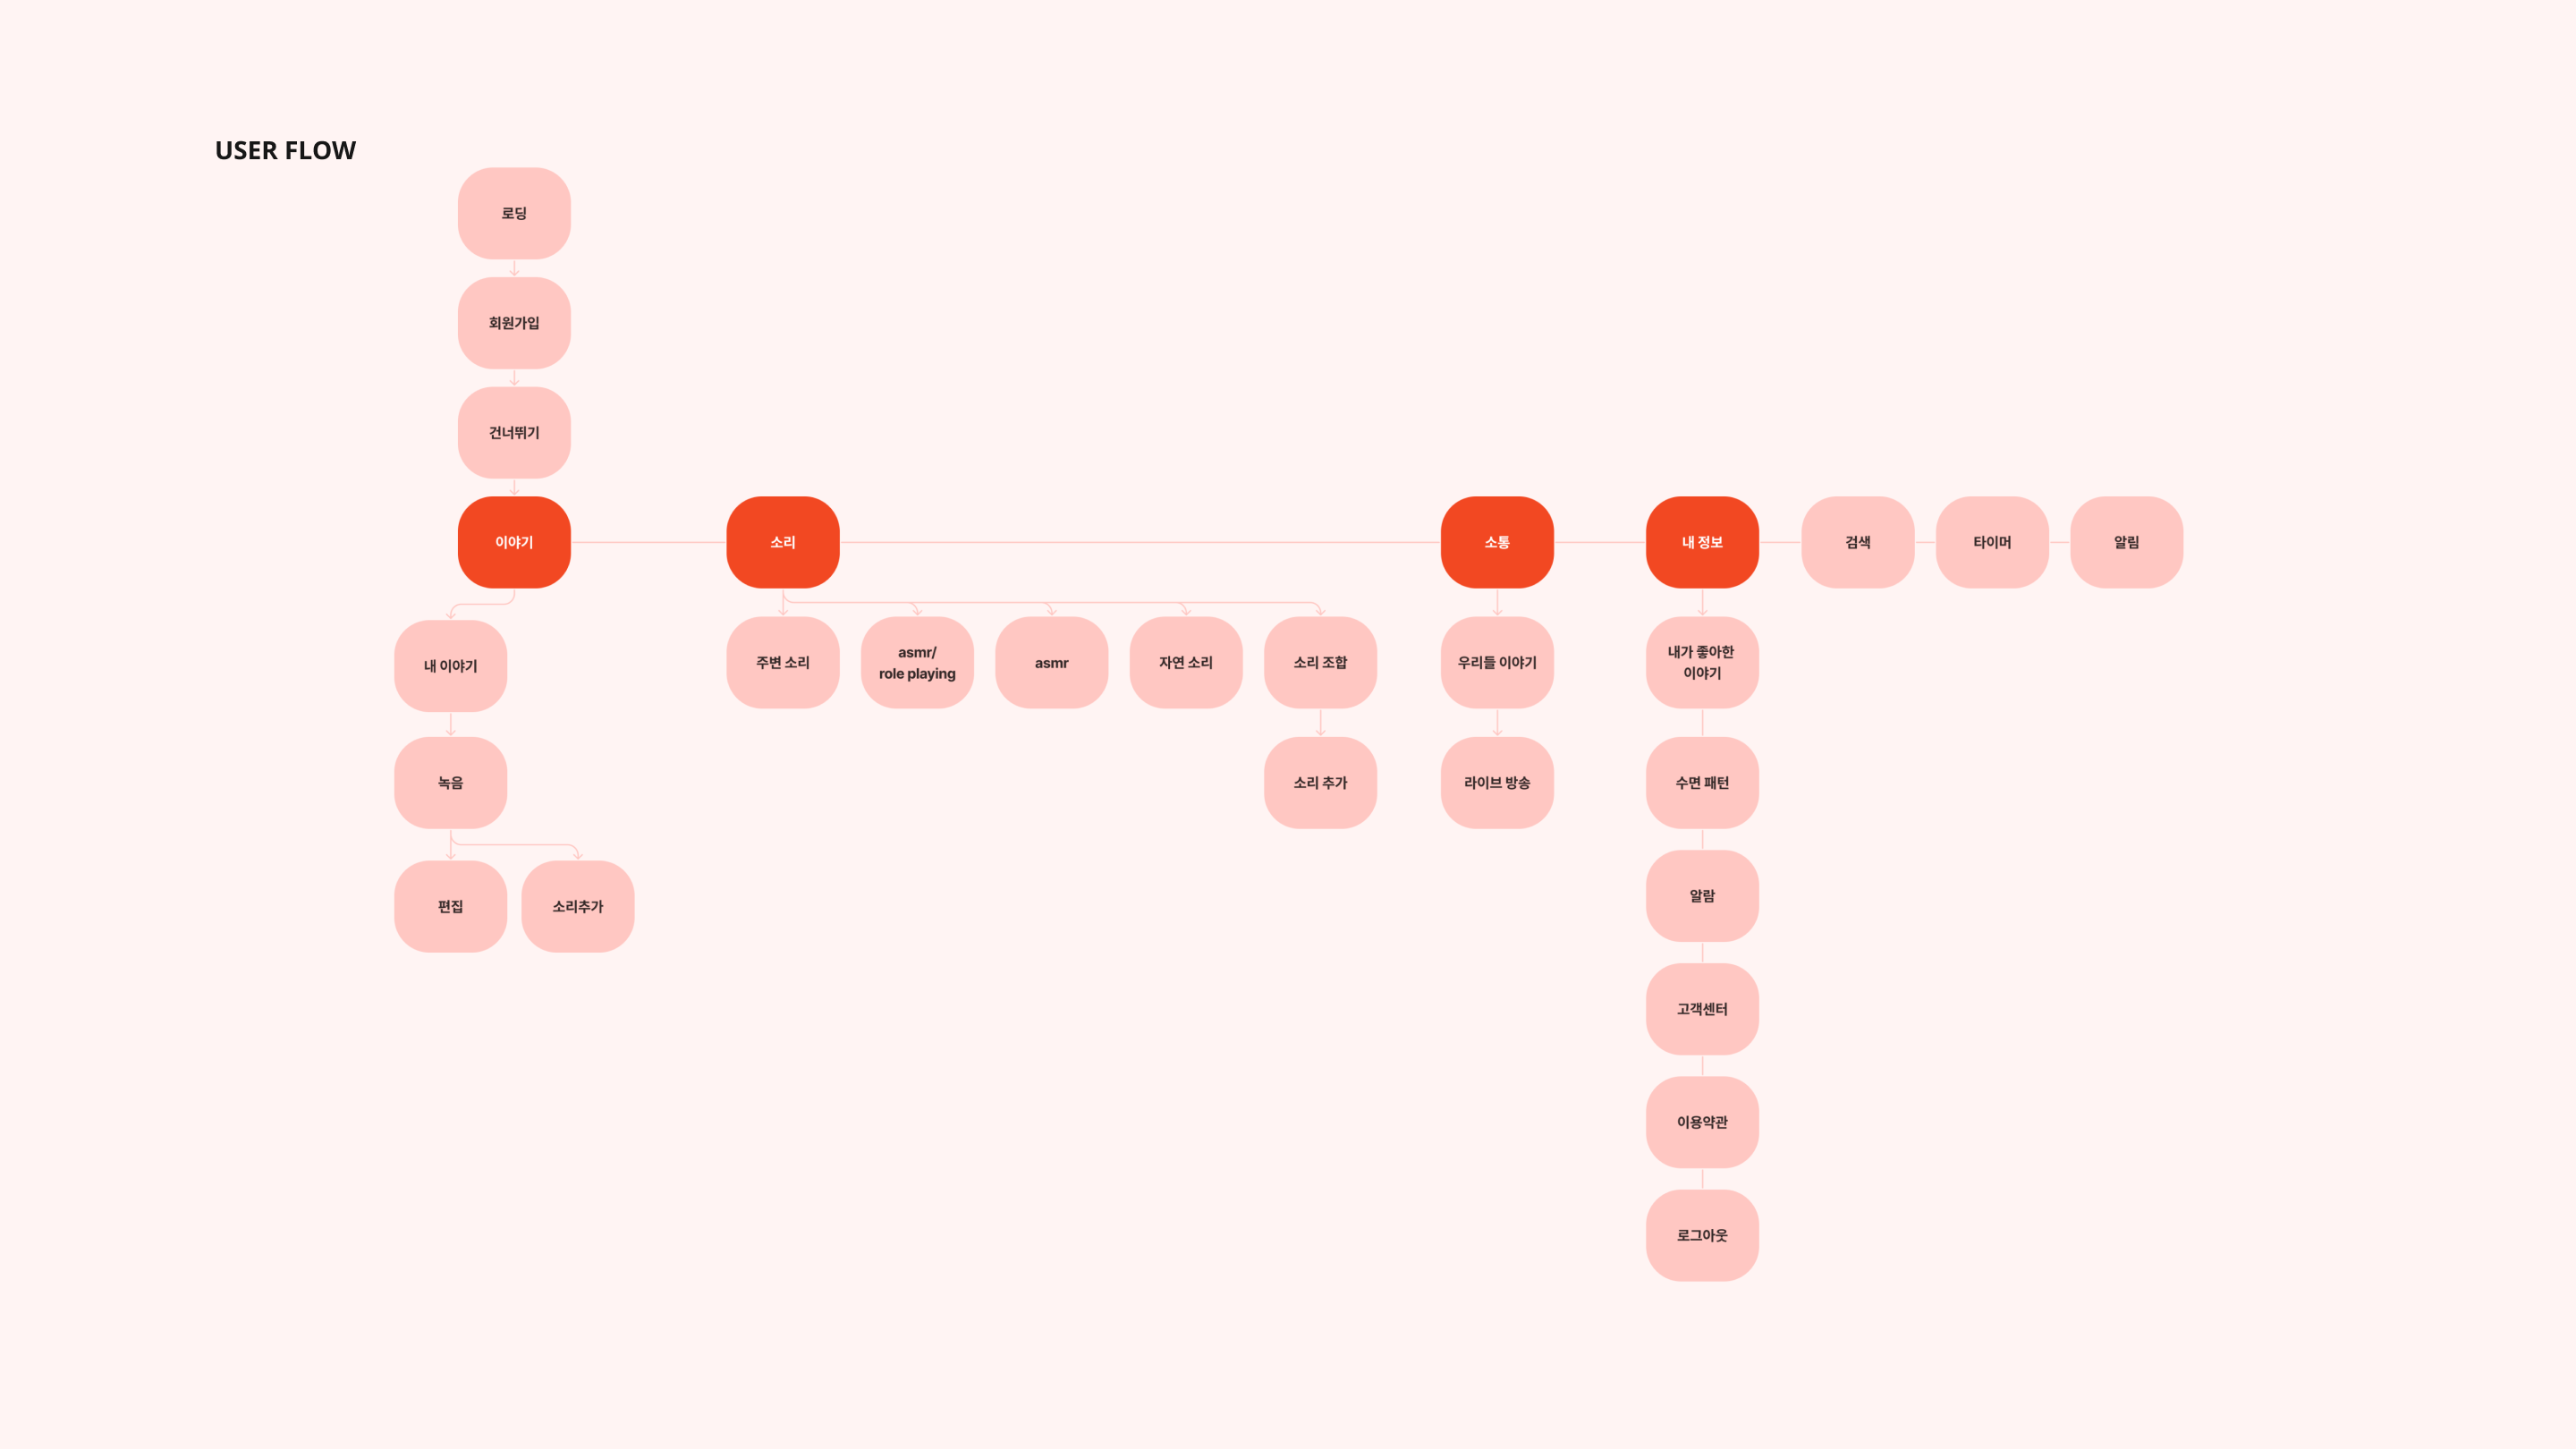 USER FLOW
로딩
회원가입
건너뛰기
이야기
소리
소통
내 정보
검색
타이머
알림
내 이야기
주변 소리
asmr/
role playing
asmr
자연 소리
소리 조합
우리들 이야기
내가 좋아한
이야기
녹음
소리 추가
라이브 방송
수면 패턴
편집
소리추가
알람
고객센터
이용약관
로그아웃